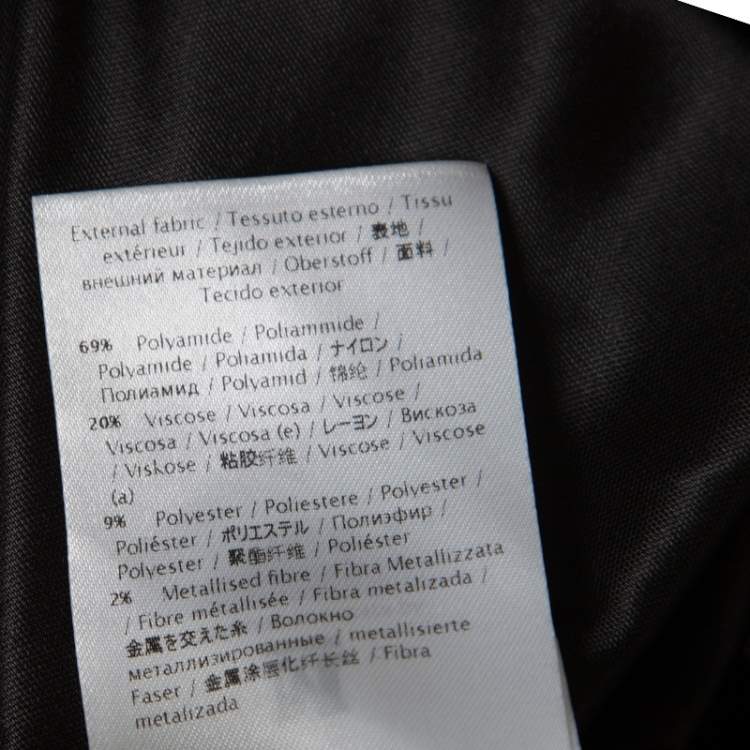 External fabric / Tessuto esterno / Tissu
extérieur / Tejido exterior / 表地 /
внешний материал / Oberstoff / 面料 /
Tecido exterior
69% Polyamide / Poliammide /
Polyamide / Poliamida / ナイロン /
Полиамид / Polyamid / 锦纶 / Poliamida
20% Viscose / Viscosa / Viscose /
Viscosa / Viscosa (e) / レーヨン / Вискоза
/ Viskose / 粘胶纤维 / Viscose / Viscose
(a)
9% Polyester / Poliestere / Polyester /
Poliéster / ポリエステル / Полиэфир /
Polyester / 聚酯纤维 / Poliéster
2% Metallised fibre / Fibra Metallizzata
/ Fibre métallisée / Fibra metalizada /
金属を交えた糸 / Волокно
металлизированные / metallisierte
Faser / 金属涂层化纤长丝 / Fibra
metalizada